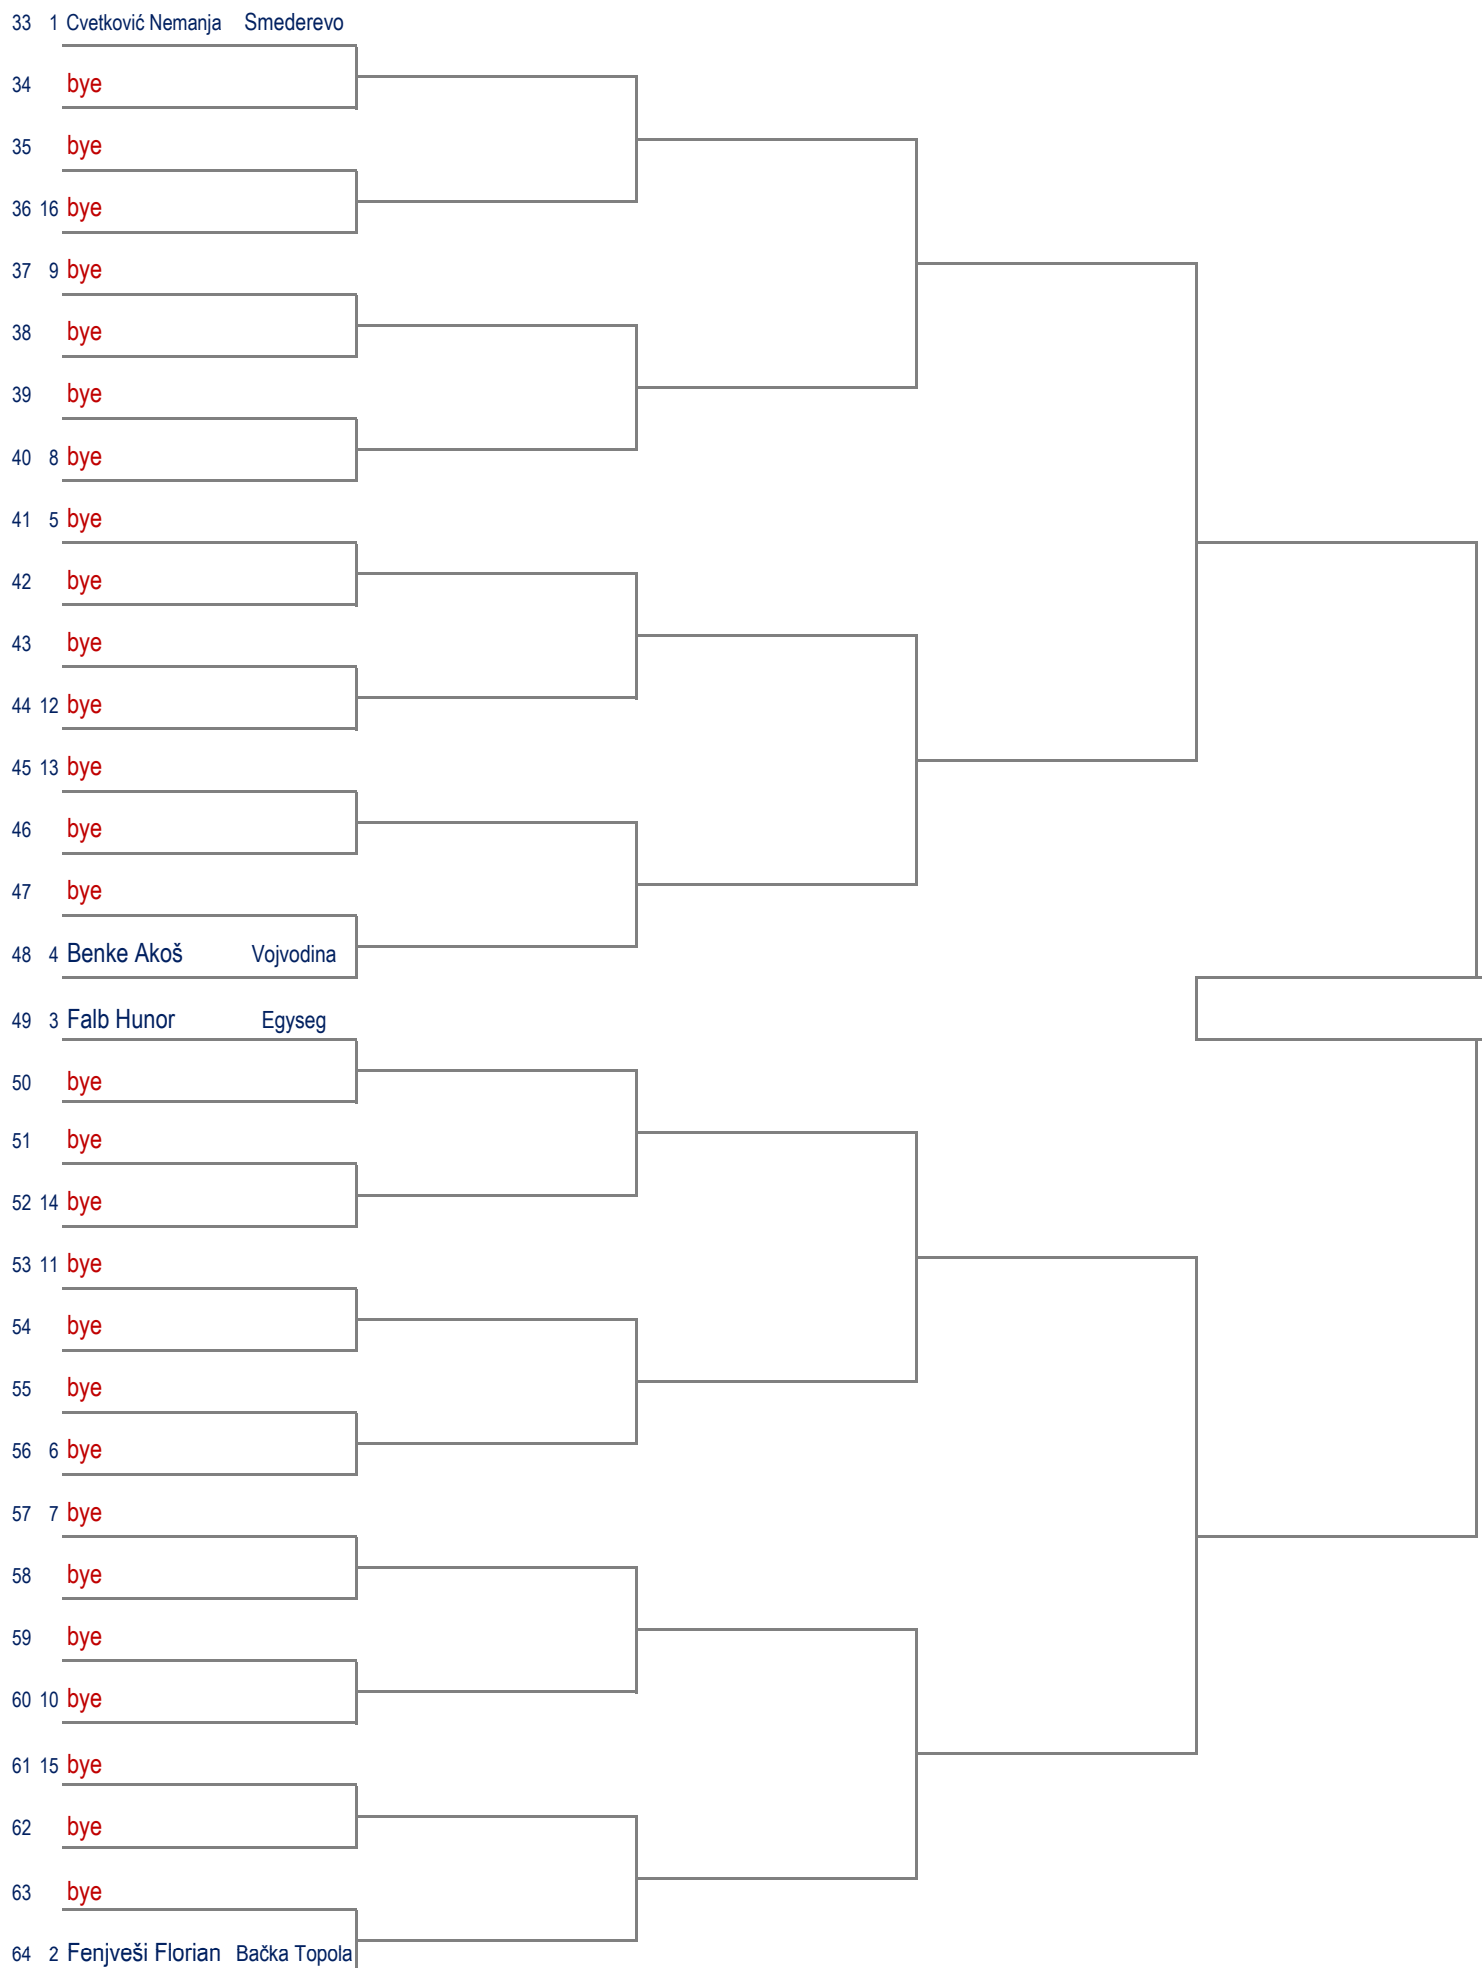 33 1 Cvetković Nemanja Smederevo
34 bye
35 bye
36 16 bye
37 9 bye
38 bye
39 bye
40 8 bye
41 5 bye
42 bye
43 bye
44 12 bye
45 13 bye
46 bye
47 bye
48 4 Benke Akoš Vojvodina
49 3 Falb Hunor Egyseg
50 bye
51 bye
52 14 bye
53 11 bye
54 bye
55 bye
56 6 bye
57 7 bye
58 bye
59 bye
60 10 bye
61 15 bye
62 bye
63 bye
64 2 Fenjveši Florian Bačka Topola